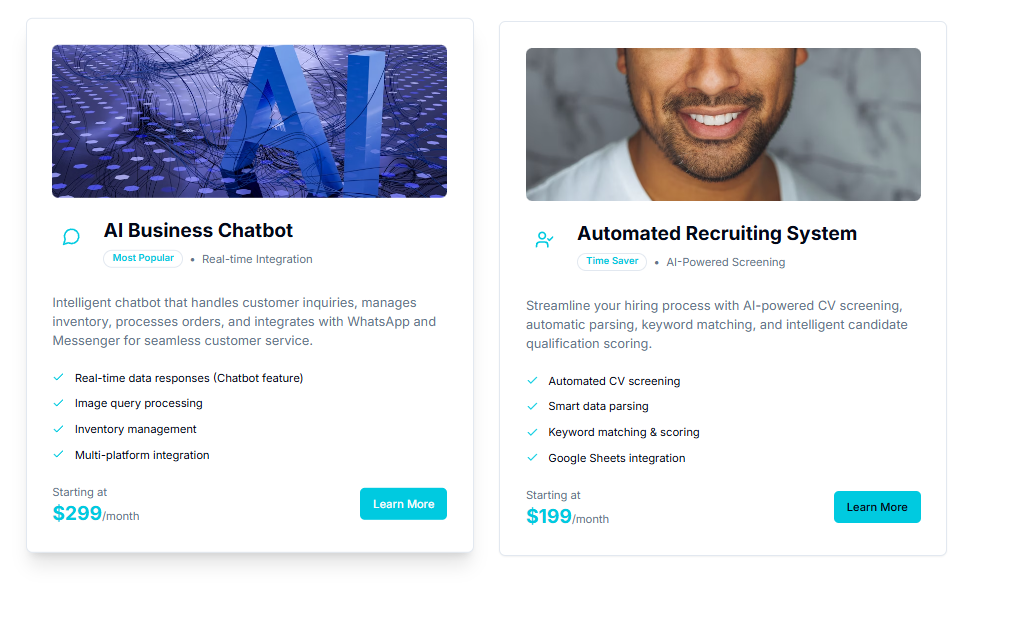 AI
AI Business Chatbot
Most Popular • Real-time Integration
Intelligent chatbot that handles customer inquiries, manages
inventory, processes orders, and integrates with WhatsApp and
Messenger for seamless customer service.
Real-time data responses (Chatbot feature)
Image query processing
Inventory management
Multi-platform integration
Starting at
$299/month
Learn More
Automated Recruiting System
Time Saver • AI-Powered Screening
Streamline your hiring process with AI-powered CV screening,
automatic parsing, keyword matching, and intelligent candidate
qualification scoring.
Automated CV screening
Smart data parsing
Keyword matching & scoring
Google Sheets integration
Starting at
$199/month
Learn More